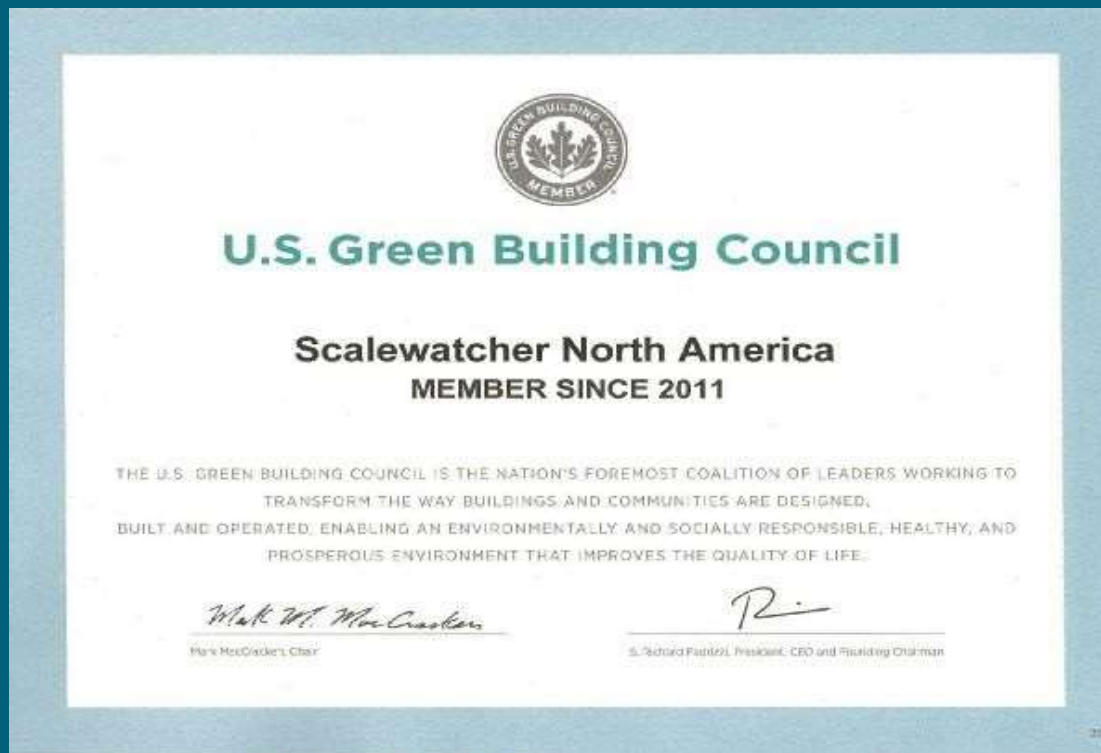 U.S. GREEN BUILDING COUNCIL
MEMBER
U.S. Green Building Council
Scalewatcher North America
MEMBER SINCE 2011
THE U.S. GREEN BUILDING COUNCIL IS THE NATION'S FOREMOST COALITION OF LEADERS WORKING TO
TRANSFORM THE WAY BUILDINGS AND COMMUNITIES ARE DESIGNED,
BUILT AND OPERATED, ENABLING AN ENVIRONMENTALLY AND SOCIALLY RESPONSIBLE, HEALTHY, AND
PROSPEROUS ENVIRONMENT THAT IMPROVES THE QUALITY OF LIFE.
Mark M. MacCracken
Mark MacCracken, Chair
S. Richard Fedrizzi, President, CEO and Founding Chairman